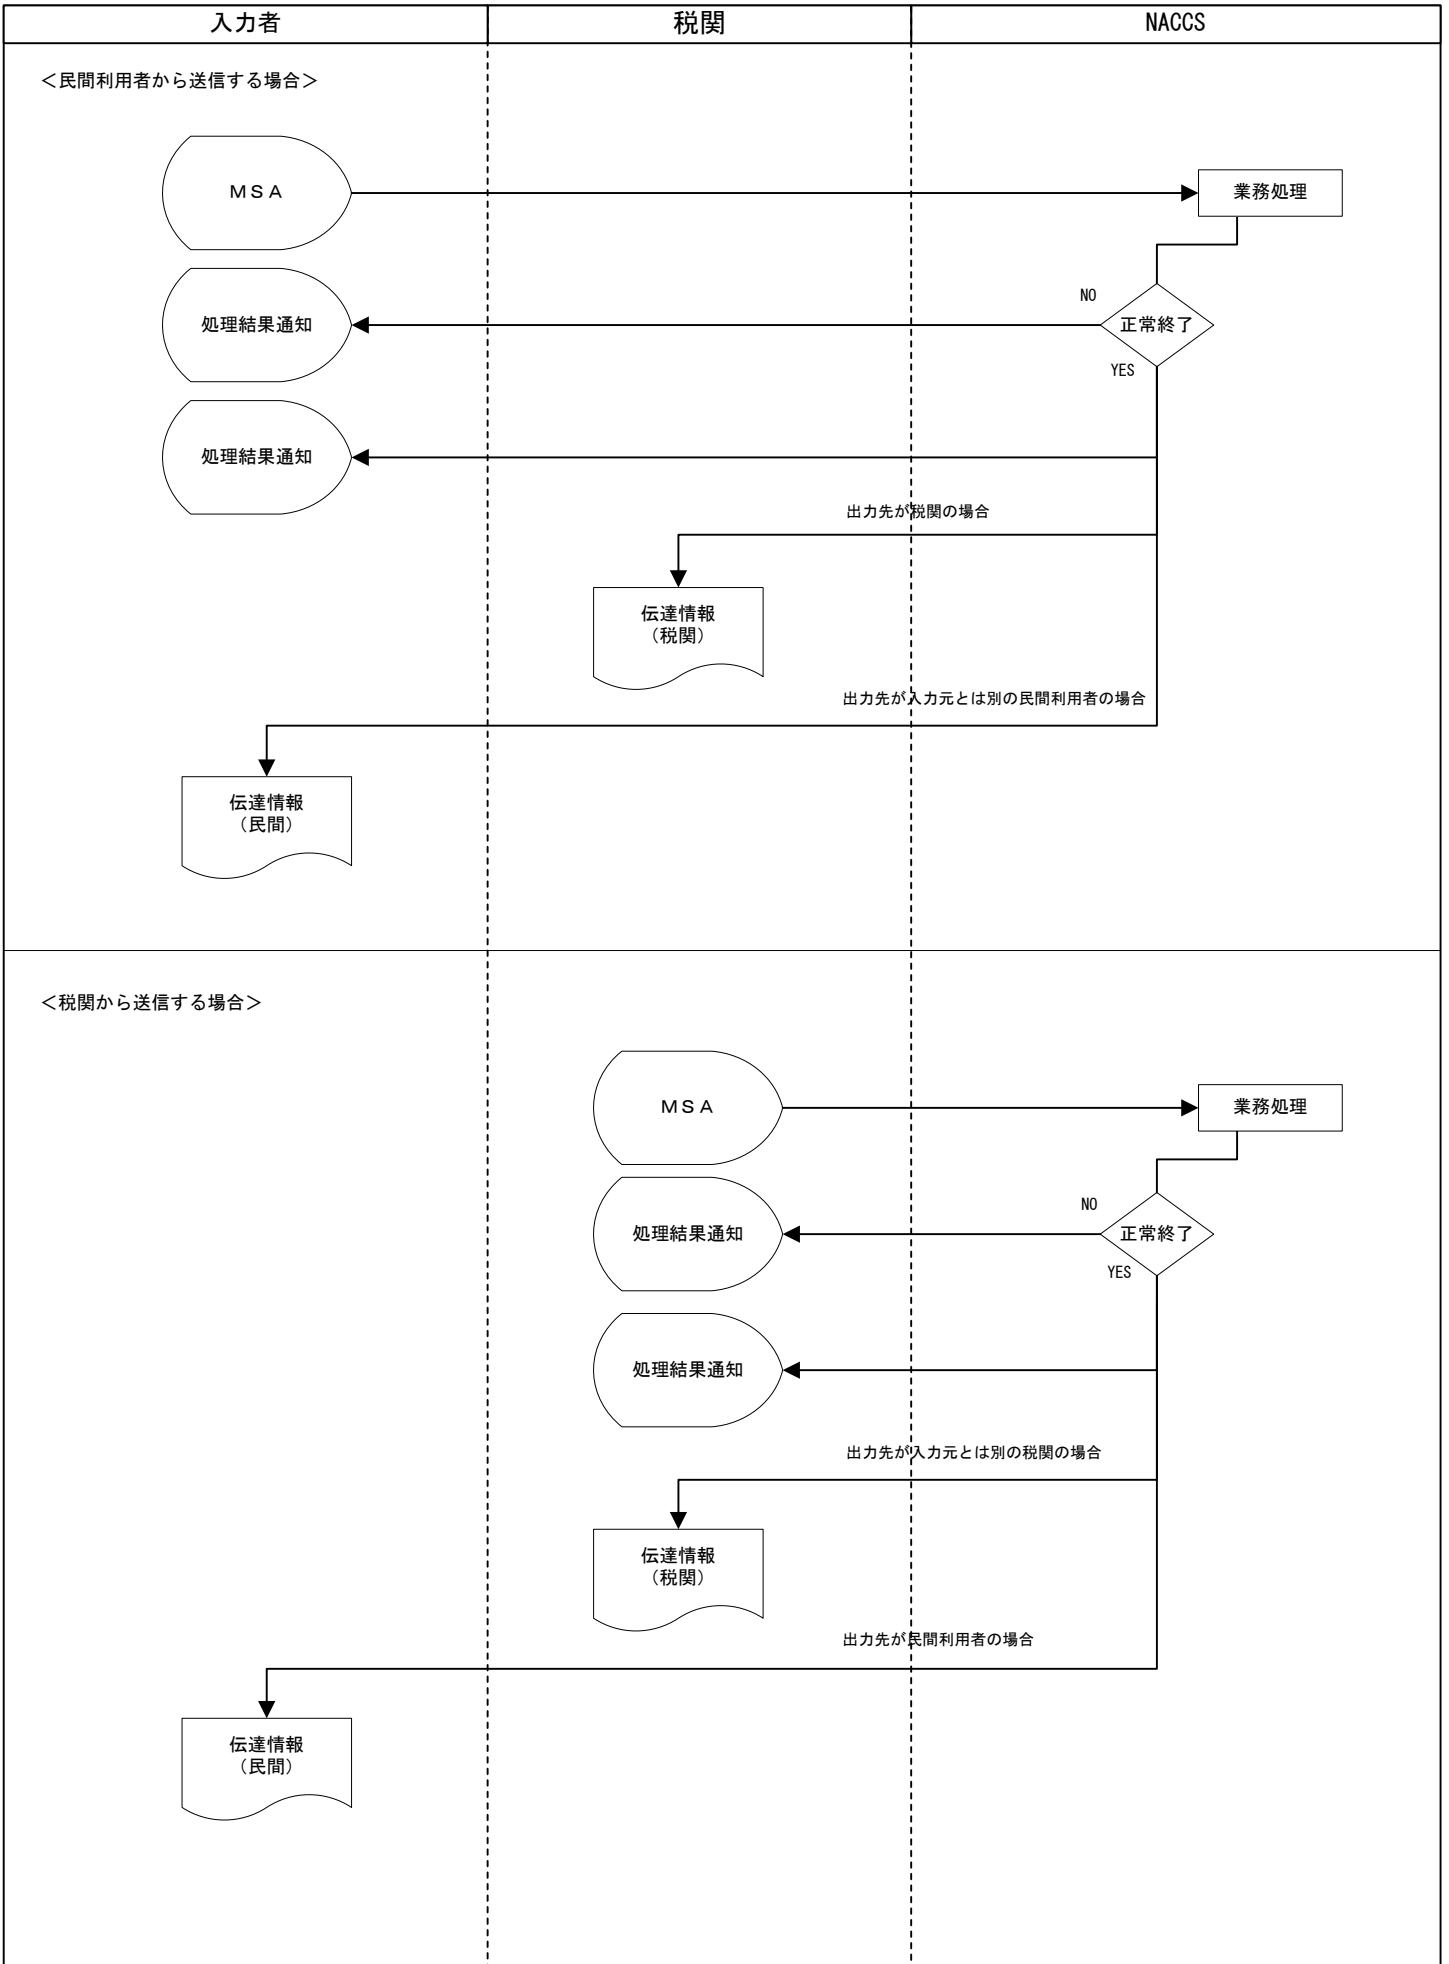 入力者
税関
NACCS
＜民間利用者から送信する場合＞
ＭＳＡ
業務処理
NO
処理結果通知
正常終了
YES
処理結果通知
出力先が税関の場合
伝達情報
（税関）
出力先が入力元とは別の民間利用者の場合
伝達情報
（民間）
＜税関から送信する場合＞
ＭＳＡ
業務処理
NO
処理結果通知
正常終了
YES
処理結果通知
出力先が入力元とは別の税関の場合
伝達情報
（税関）
出力先が民間利用者の場合
伝達情報
（民間）